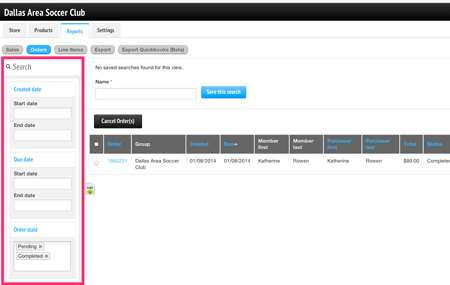 Dallas Area Soccer Club
Store Products Reports Settings
Sales Orders Line Items Export Export Quickbooks (Beta)
Search
Created date
Start date
End date
Due date
Start date
End date
Order state
Pending ×
Completed ×
No saved searches found for this view.
Name *
Save this search
Cancel Order(s)
Order Group Created Due Member first Member last Purchaser first Purchaser last Total Status
Dallas Area Soccer Club 01/08/2014 01/08/2014 Katherine Rowen Katherine Rowen $80.00 Complete